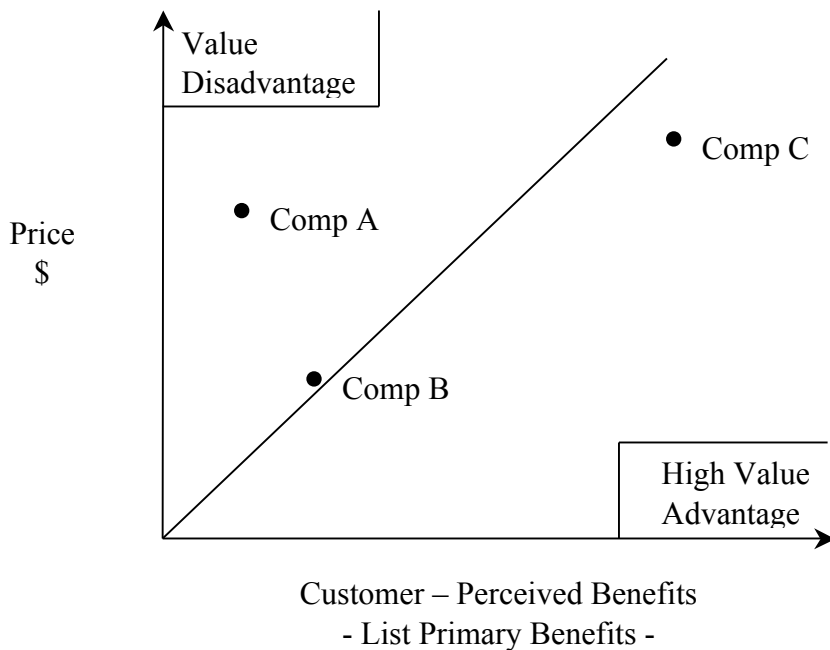 Value
Disadvantage
Comp C
Comp A
Price
$
Comp B
High Value
Advantage
Customer – Perceived Benefits
- List Primary Benefits -